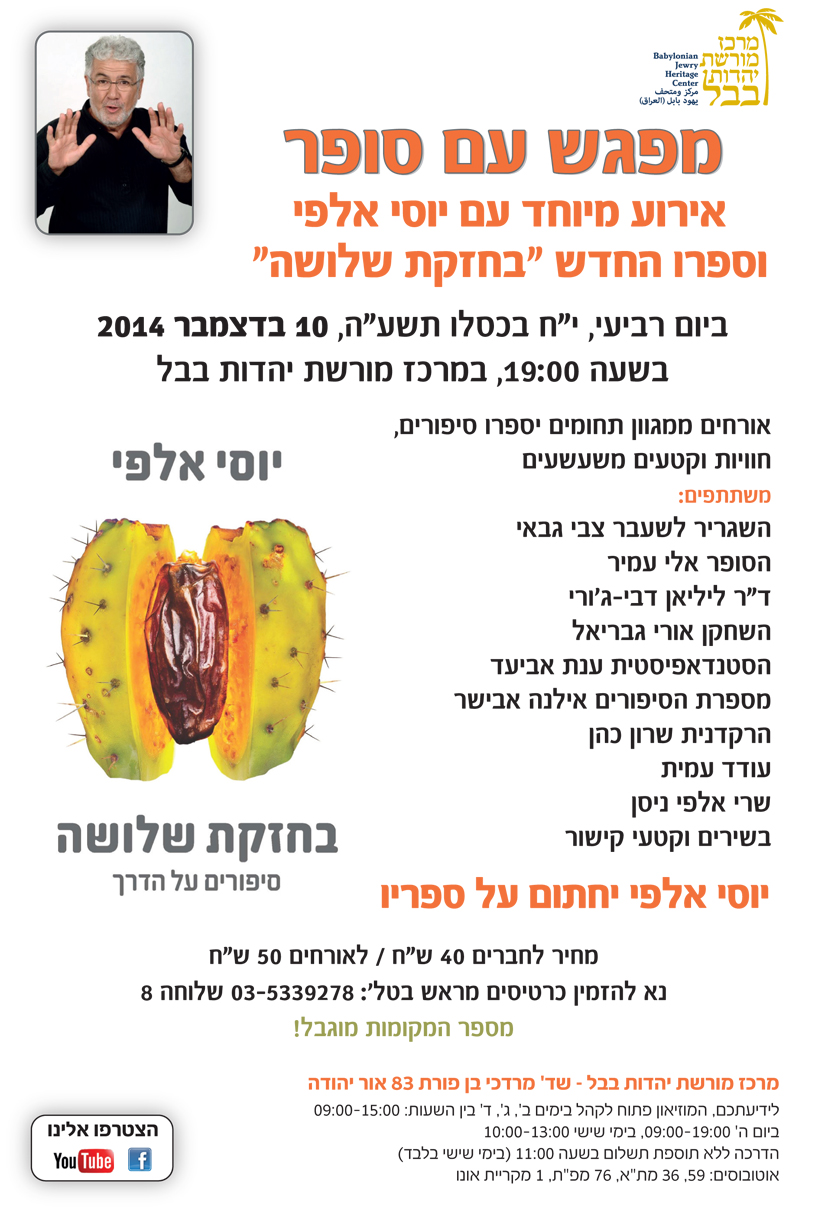 מרכז
מורשת
יהדות
בבל
Babylonian
Jewry
Heritage
Center
مركز ومتحف
يهود بابل (العراق)
מפגש עם סופר
אירוע מיוחד עם יוסי אלפי
וספרו החדש "בחזקת שלושה"
ביום רביעי, י"ח בכסלו תשע"ה, 10 בדצמבר 2014
בשעה 19:00, במרכז מורשת יהדות בבל
אורחים ממגוון תחומים יספרו סיפורים,
חוויות וקטעים משעשעים
משתתפים:
השגריר לשעבר צבי גבאי
הסופר אלי עמיר
ד"ר ליליאן דבי-ג'ורי
השחקן אורי גבריאל
הסטנדאפיסטית ענת אביעד
מספרת הסיפורים אילנה אבישר
הרקדנית שרון כהן
עודד עמית
שרי אלפי ניסן
בשירים וקטעי קישור
יוסי אלפי
בחזקת שלושה
סיפורים על הדרך
יוסי אלפי יחתום על ספריו
מחיר לחברים 40 ש"ח / לאורחים 50 ש"ח
נא להזמין כרטיסים מראש בטל': 03-5339278 שלוחה 8
מספר המקומות מוגבל!
מרכז מורשת יהדות בבל - שד' מרדכי בן פורת 83 אור יהודה
לידיעתכם, המוזיאון פתוח לקהל בימים ב', ג', ד' בין השעות: 09:00-15:00
ביום ה' 09:00-19:00, בימי שישי 10:00-13:00
הדרכה ללא תוספת תשלום בשעה 11:00 (בימי שישי בלבד)
אוטובוסים: 59, 36 מת"א, 76 מפ"ת, 1 מקריית אונו
הצטרפו אלינו
YouTube f